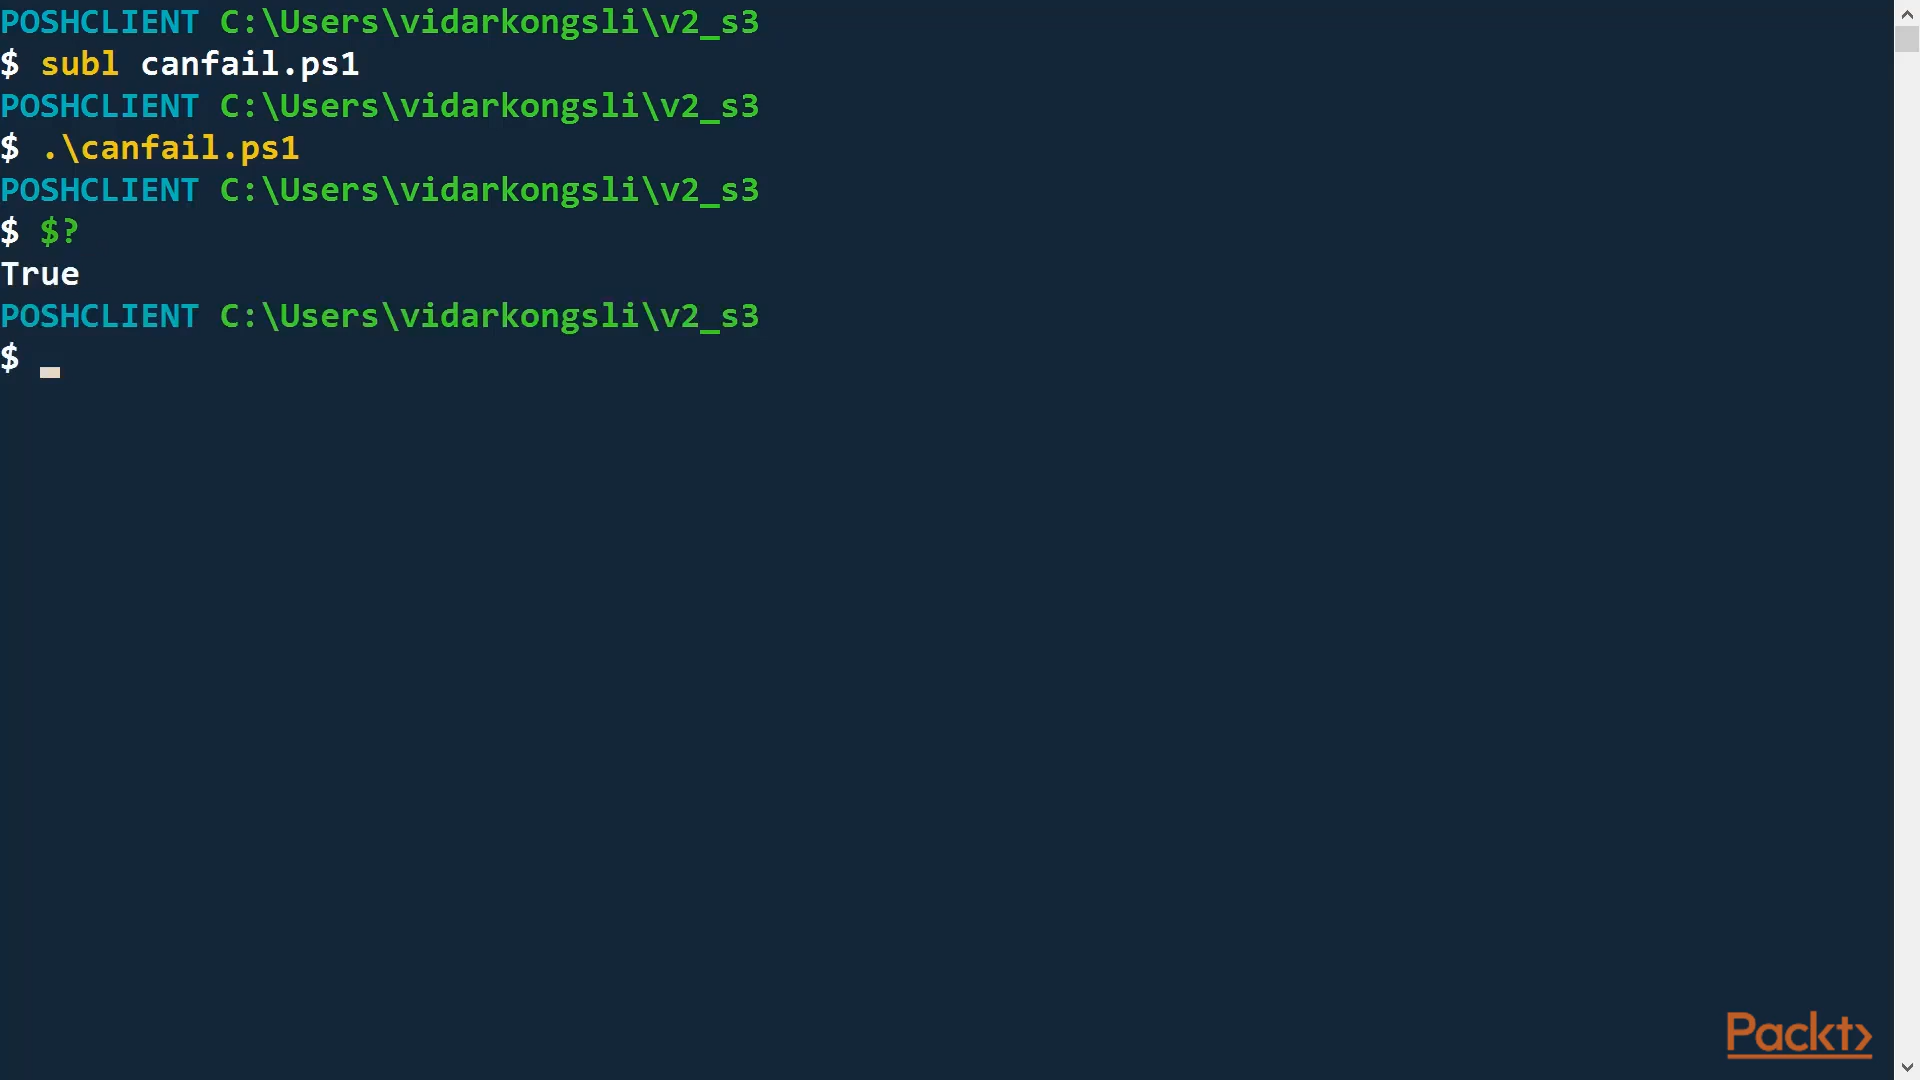 POSHCLIENT C:\Users\vidarkongsli\v2_s3
$ subl canfail.ps1
POSHCLIENT C:\Users\vidarkongsli\v2_s3
$ .\canfail.ps1
POSHCLIENT C:\Users\vidarkongsli\v2_s3
$ $?
True
POSHCLIENT C:\Users\vidarkongsli\v2_s3
$
Packt>